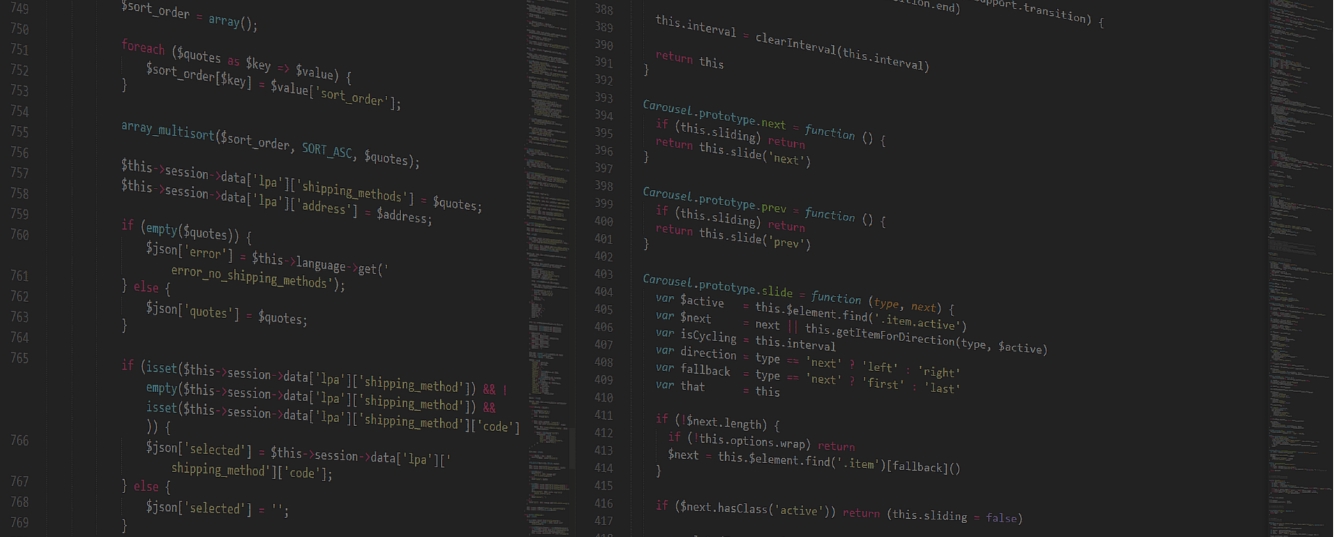 749 $sort_order = array();
750
751 foreach ($quotes as $key => $value) {
752 $sort_order[$key] = $value['sort_order'];
753 }
754
755 array_multisort($sort_order, SORT_ASC, $quotes);
756
757 $this->session->data['lpa']['shipping_methods'] = $quotes;
758 $this->session->data['lpa']['address'] = $address;
759
760 if (empty($quotes)) {
$json['error'] = $this->language->get('
761 error_no_shipping_methods');
762 } else {
763 $json['quotes'] = $quotes;
764 }
765
if (isset($this->session->data['lpa']['shipping_method']) && !
empty($this->session->data['lpa']['shipping_method']) &&
isset($this->session->data['lpa']['shipping_method']['code']
)) {
766 $json['selected'] = $this->session->data['lpa']['
shipping_method']['code'];
767 } else {
768 $json['selected'] = '';
769 }
388 support.transition) {
389 this.interval = clearInterval(this.interval)
390
391 return this
392 }
393
394 Carousel.prototype.next = function () {
395 if (this.sliding) return
396 return this.slide('next')
397 }
398
399 Carousel.prototype.prev = function () {
400 if (this.sliding) return
401 return this.slide('prev')
402 }
403
404 Carousel.prototype.slide = function (type, next) {
405 var $active = this.$element.find('.item.active')
406 var $next = next || this.getItemForDirection(type, $active)
407 var isCycling = this.interval
408 var direction = type == 'next' ? 'left' : 'right'
409 var fallback = type == 'next' ? 'first' : 'last'
410 var that = this
411
412 if (!$next.length) {
413 if (!this.options.wrap) return
414 $next = this.$element.find('.item')[fallback]()
415 }
416
417 if ($next.hasClass('active')) return (this.sliding = false)